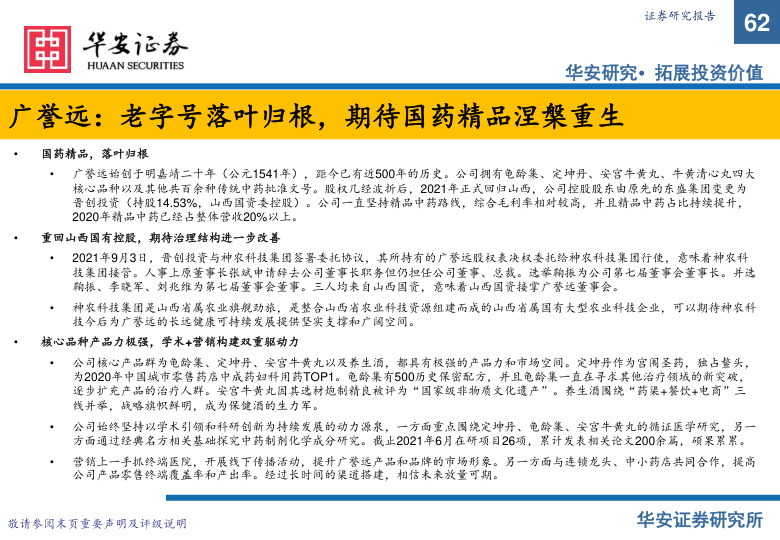 证券研究报告
62
华安证券
HUAAN SECURITIES
华安研究• 拓展投资价值
广誉远：老字号落叶归根，期待国药精品涅槃重生
• 国药精品，落叶归根
• 广誉远始创于明嘉靖二十年（公元1541年），距今已有近500年的历史。公司拥有龟龄集、定坤丹、安宫牛黄丸、牛黄清心丸四大
核心品种以及其他共百余种传统中药批准文号。股权几经波折后，2021年正式回归山西，公司控股股东由原先的东盛集团变更为
晋创投资（持股14.53%，山西国资委控股）。公司一直坚持精品中药路线，综合毛利率相对较高，并且精品中药占比持续提升，
2020年精品中药已经占整体营收20%以上。
• 重回山西国有控股，期待治理结构进一步改善
• 2021年9月3日，晋创投资与神农科技集团签署委托协议，其所持有的广誉远股权表决权委托给神农科技集团行使，意味着神农科
技集团接管。人事上原董事长张斌申请辞去公司董事长职务但仍担任公司董事、总裁。选举鞠振为公司第七届董事会董事长。并选
鞠振、李晓军、刘兆维为第七届董事会董事。三人均来自山西国资，意味着山西国资接掌广誉远董事会。
• 神农科技集团是山西省属农业旗舰劲旅，是整合山西省农业科技资源组建而成的山西省属国有大型农业科技企业，可以期待神农科
技今后为广誉远的长远健康可持续发展提供坚实支撑和广阔空间。
• 核心品种产品力极强，学术+营销构建双重驱动力
• 公司核心产品群为龟龄集、定坤丹、安宫牛黄丸以及养生酒，都具有极强的产品力和市场空间。定坤丹作为宫闱圣药，独占鳌头，
为2020年中国城市零售药店中成药妇科用药TOP1。龟龄集有500历史保密配方，并且龟龄集一直在寻求其他治疗领域的新突破，
逐步扩充产品的治疗人群。安宫牛黄丸因其选材炮制精良被评为“国家级非物质文化遗产”。养生酒围绕“药渠+餐饮+电商”三
线并举，战略旗帜鲜明，成为保健酒的生力军。
• 公司始终坚持以学术引领和科研创新为持续发展的动力源泉，一方面重点围绕定坤丹、龟龄集、安宫牛黄丸的循证医学研究，另一
方面通过经典名方相关基础探究中药制剂化学成分研究。截止2021年6月在研项目26项，累计发表相关论文200余篇，硕果累累。
• 营销上一手抓终端医院，开展线下传播活动，提升广誉远产品和品牌的市场形象。另一方面与连锁龙头、中小药店共同合作，提高
公司产品零售终端覆盖率和产出率。经过长时间的渠道搭建，相信未来放量可期。
敬请参阅末页重要声明及评级说明
华安证券研究所